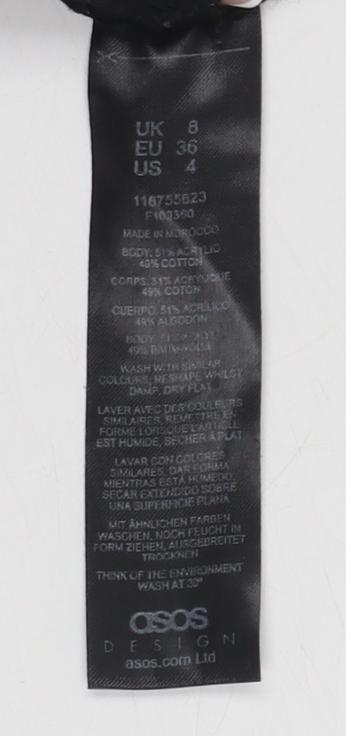 UK 8
EU 36
US 4
116755623
F103360
MADE IN MOROCCO
BODY: 51% ACRYLIC
49% COTTON
CORPS: 51% ACRYLIQUE
49% COTON
CUERPO: 51% ACRÍLICO
49% ALGODON
BODY:
49% BAUMWOLLE
WASH WITH SIMILAR
COLOURS, RESHAPE WHILST
DAMP, DRY FLAT
LAVER AVEC DES COULEURS
SIMILAIRES, REMETTRE EN
FORME LORSQUE L'ARTICLE
EST HUMIDE, SÉCHER À PLAT
LAVAR CON COLORES
SIMILARES, DAR FORMA
MIENTRAS ESTÁ HÚMEDO,
SECAR EXTENDIDO SOBRE
UNA SUPERFICIE PLANA
MIT ÄHNLICHEN FARBEN
WASCHEN, NOCH FEUCHT IN
FORM ZIEHEN, AUSGEBREITET
TROCKNEN
THINK OF THE ENVIRONMENT
WASH AT 30°
asos
DESIGN
asos.com Ltd